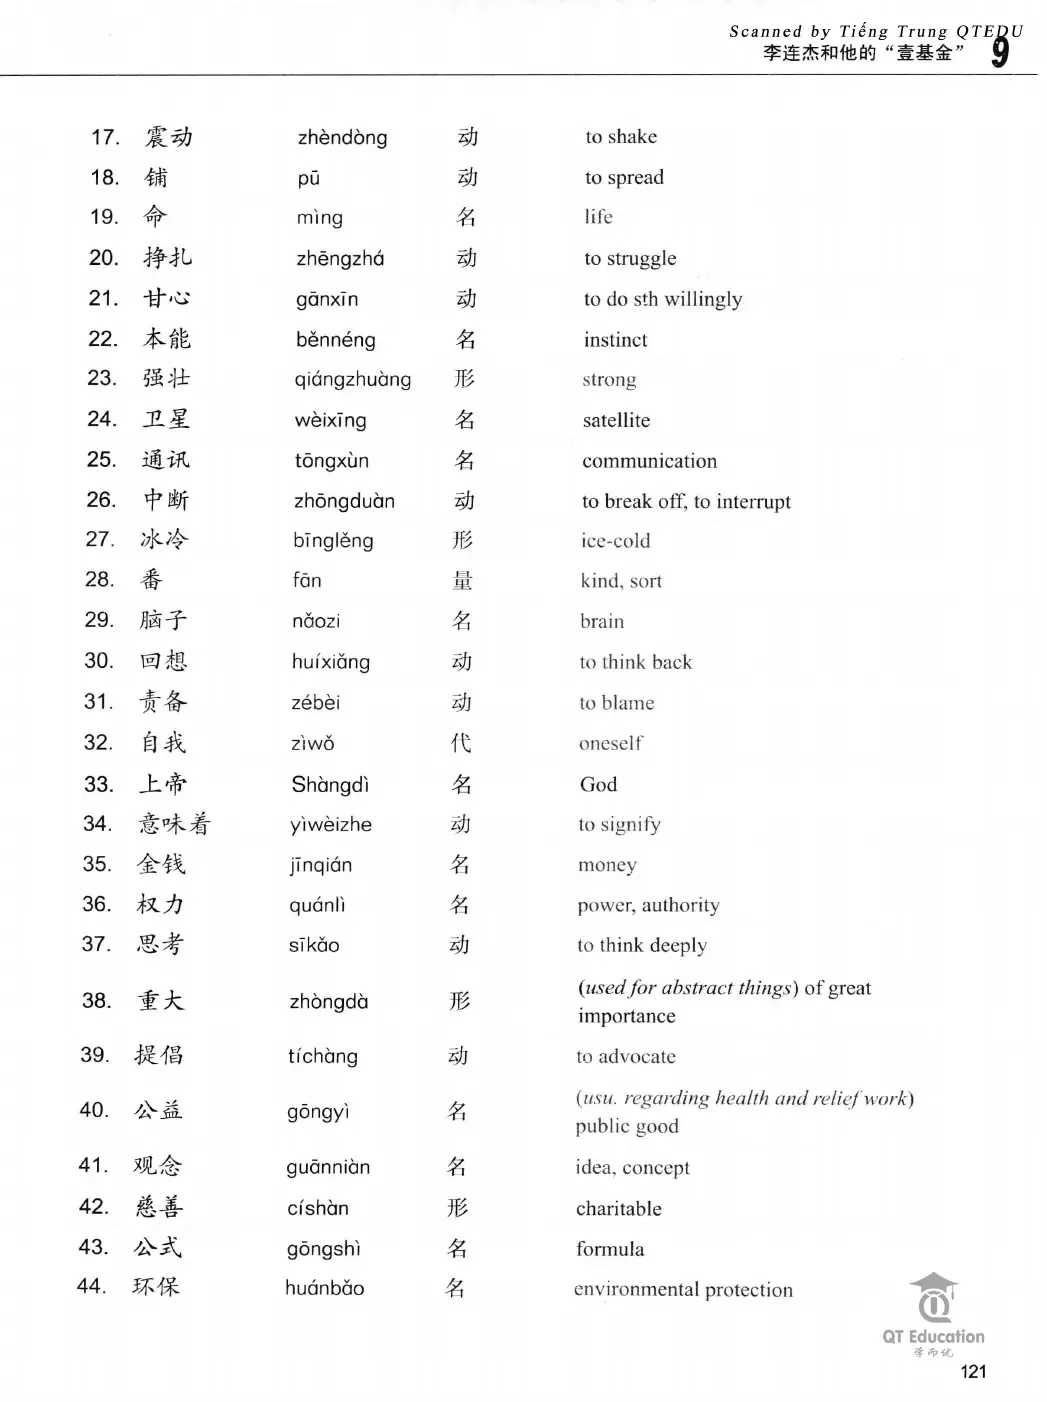 Scanned by Tiếng Trung QTEDU
李连杰和他的“壹基金” 9
17. 震动 zhèndòng 动 to shake
18. 铺 pū 动 to spread
19. 命 mìng 名 life
20. 挣扎 zhēngzhá 动 to struggle
21. 甘心 gānxīn 动 to do sth willingly
22. 本能 běnnéng 名 instinct
23. 强壮 qiángzhuàng 形 strong
24. 卫星 wèixīng 名 satellite
25. 通讯 tōngxùn 名 communication
26. 中断 zhōngduàn 动 to break off, to interrupt
27. 冰冷 bīnglěng 形 ice-cold
28. 番 fān 量 kind, sort
29. 脑子 nǎozi 名 brain
30. 回想 huíxiǎng 动 to think back
31. 责备 zébèi 动 to blame
32. 自我 zìwǒ 代 oneself
33. 上帝 Shàngdì 名 God
34. 意味着 yìwèizhe 动 to signify
35. 金钱 jīnqián 名 money
36. 权力 quánlì 名 power, authority
37. 思考 sīkǎo 动 to think deeply
38. 重大 zhòngdà 形 (used for abstract things) of great
importance
39. 提倡 tíchàng 动 to advocate
40. 公益 gōngyì 名 (usu. regarding health and relief work)
public good
41. 观念 guānniàn 名 idea, concept
42. 慈善 císhàn 形 charitable
43. 公式 gōngshì 名 formula
44. 环保 huánbǎo 名 environmental protection
QT Education
学而优
121